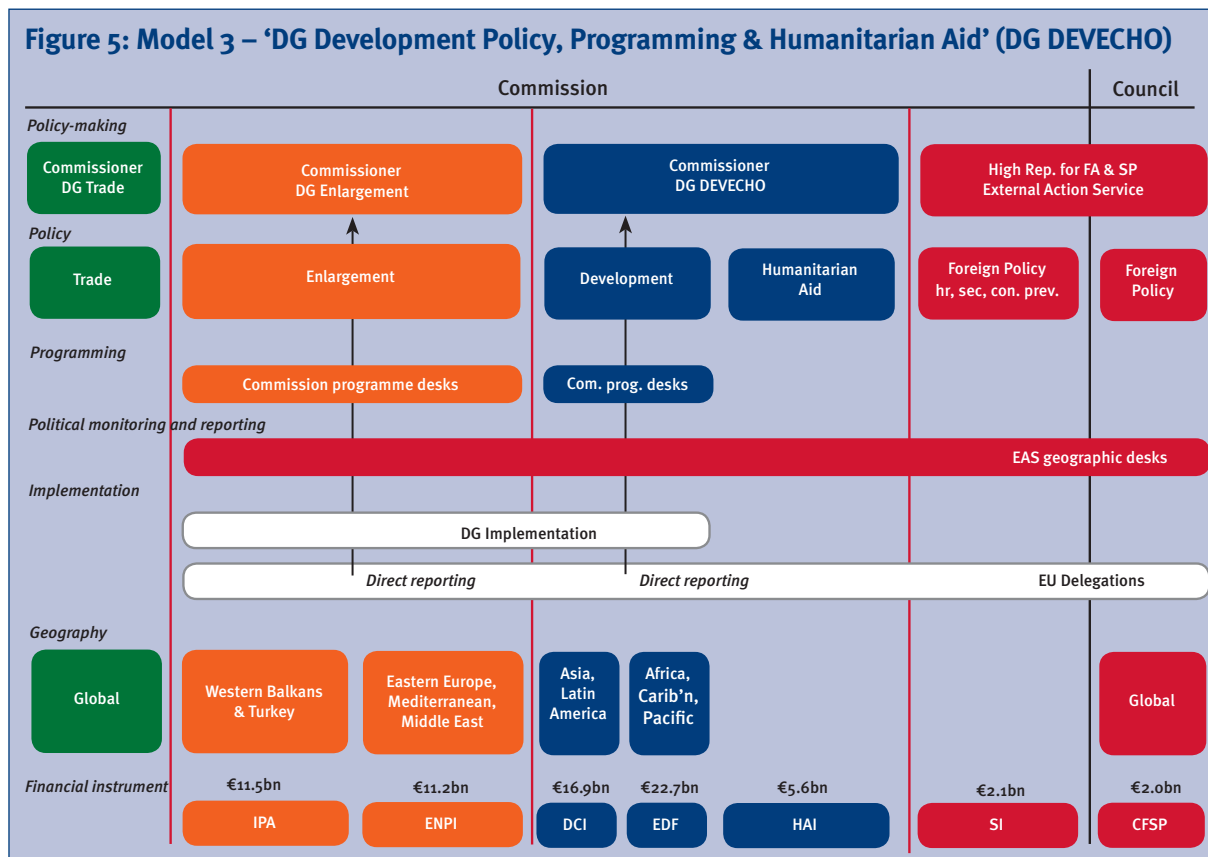 Figure 5: Model 3 – ‘DG Development Policy, Programming & Humanitarian Aid’ (DG DEVECHO)
Commission
Council
Policy-making
Commissioner
DG Trade
Commissioner
DG Enlargement
Commissioner
DG DEVECHO
High Rep. for FA & SP
External Action Service
Policy
Trade
Enlargement
Development
Humanitarian
Aid
Foreign Policy
hr, sec, con. prev.
Foreign
Policy
Programming
Commission programme desks
Com. prog. desks
Political monitoring and reporting
EAS geographic desks
Implementation
DG Implementation
Direct reporting
Direct reporting
EU Delegations
Geography
Global
Western Balkans
& Turkey
Eastern Europe,
Mediterranean,
Middle East
Asia,
Latin
America
Africa,
Carib’n,
Pacific
Global
Financial instrument
€11.5bn
€11.2bn
€16.9bn
€22.7bn
€5.6bn
€2.1bn
€2.0bn
IPA
ENPI
DCI
EDF
HAI
SI
CFSP